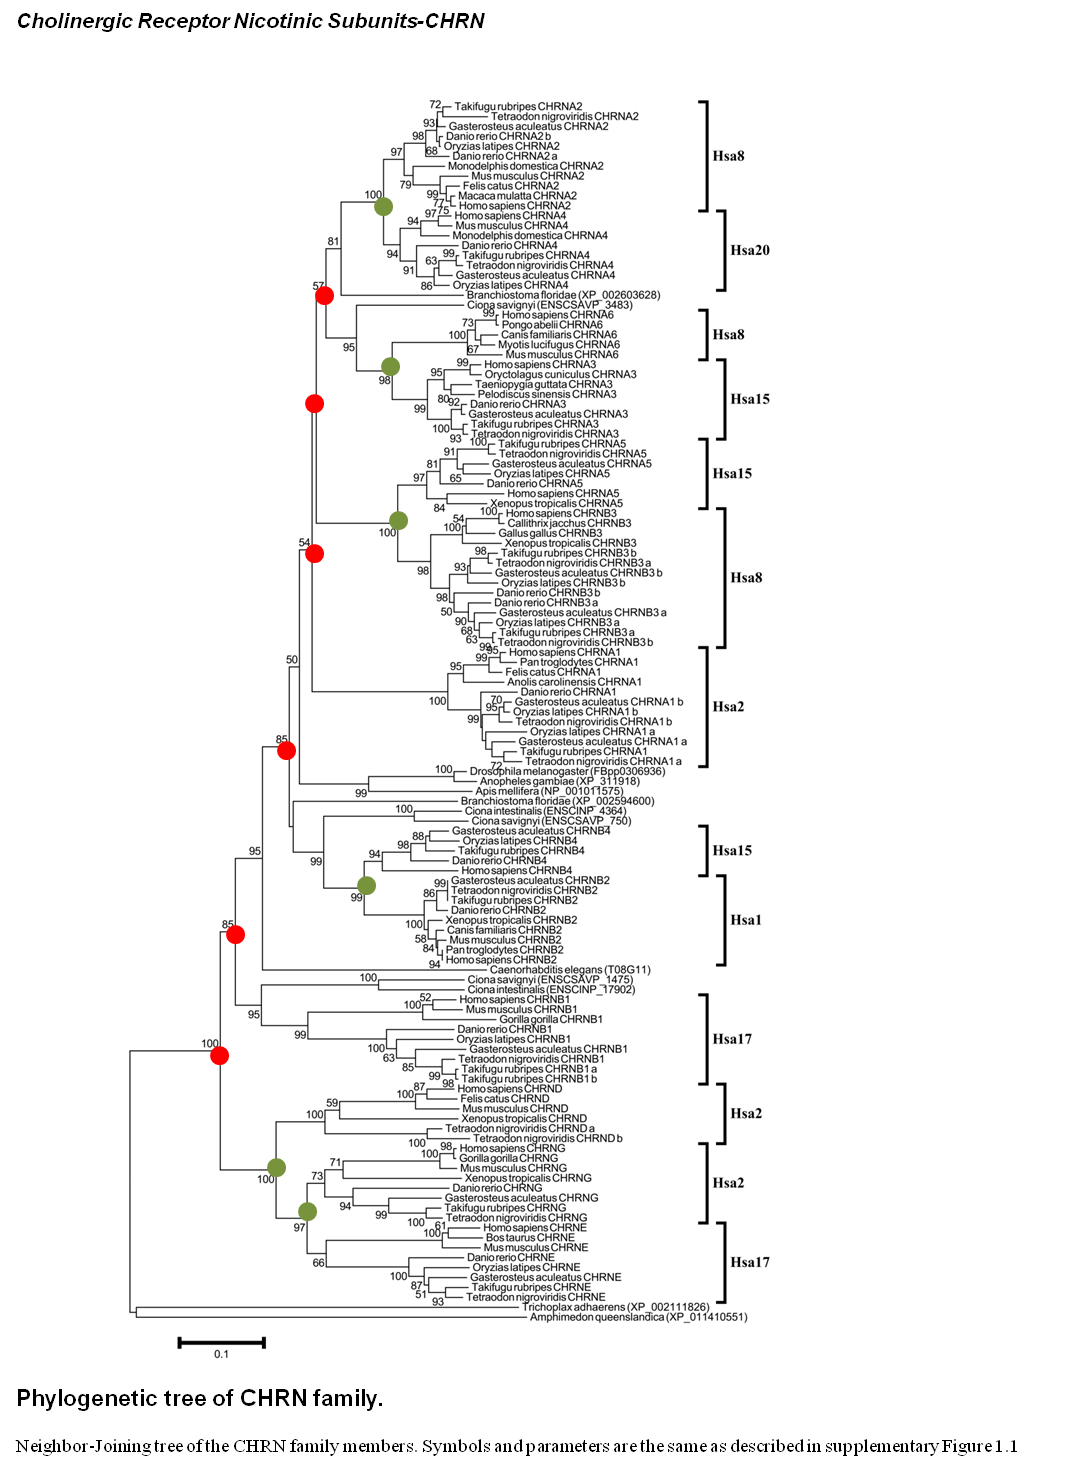 Cholinergic Receptor Nicotinic Subunits-CHRN
72
Takifugu rubripes CHRNA2
Tetraodon nigroviridis CHRNA2
93
Gasterosteus aculeatus CHRNA2
98
Danio rerio CHRNA2 b
Oryzias latipes CHRNA2
68
97
Danio rerio CHRNA2 a
Monodelphis domestica CHRNA2
Mus musculus CHRNA2
79
Felis catus CHRNA2
99
Macaca mulatta CHRNA2
77
Homo sapiens CHRNA2
Hsa8
100
97
75
Homo sapiens CHRNA4
94
Mus musculus CHRNA4
Monodelphis domestica CHRNA4
94
Danio rerio CHRNA4
99
Takifugu rubripes CHRNA4
63
Tetraodon nigroviridis CHRNA4
91
Gasterosteus aculeatus CHRNA4
86
Oryzias latipes CHRNA4
Hsa20
81
57
Branchiostoma floridae (XP_002603628)
Ciona savignyi (ENSCSAVP_3483)
99
Homo sapiens CHRNA6
73
Pongo abelii CHRNA6
100
Canis familiaris CHRNA6
67
Myotis lucifugus CHRNA6
Mus musculus CHRNA6
Hsa8
95
98
99
Homo sapiens CHRNA3
95
Oryctolagus cuniculus CHRNA3
Taeniopygia guttata CHRNA3
80
Pelodiscus sinensis CHRNA3
92
Danio rerio CHRNA3
99
Gasterosteus aculeatus CHRNA3
100
Takifugu rubripes CHRNA3
93
Tetraodon nigroviridis CHRNA3
Hsa15
100
Takifugu rubripes CHRNA5
91
Tetraodon nigroviridis CHRNA5
81
Gasterosteus aculeatus CHRNA5
65
Oryzias latipes CHRNA5
97
Danio rerio CHRNA5
Homo sapiens CHRNA5
84
Xenopus tropicalis CHRNA5
Hsa15
100
100
Homo sapiens CHRNB3
54
Callithrix jacchus CHRNB3
100
Gallus gallus CHRNB3
Xenopus tropicalis CHRNB3
98
98
Takifugu rubripes CHRNB3 b
93
Tetraodon nigroviridis CHRNB3 a
Gasterosteus aculeatus CHRNB3 b
Oryzias latipes CHRNB3 b
98
Danio rerio CHRNB3 b
50
Danio rerio CHRNB3 a
90
Gasterosteus aculeatus CHRNB3 a
68
Oryzias latipes CHRNB3 a
63
Takifugu rubripes CHRNB3 a
99
Tetraodon nigroviridis CHRNB3 b
Hsa8
54
95
Homo sapiens CHRNA1
99
Pan troglodytes CHRNA1
95
Felis catus CHRNA1
Anolis carolinensis CHRNA1
100
Danio rerio CHRNA1
70
Gasterosteus aculeatus CHRNA1 b
95
Oryzias latipes CHRNA1 b
99
Tetraodon nigroviridis CHRNA1 b
Oryzias latipes CHRNA1 a
Gasterosteus aculeatus CHRNA1 a
Takifugu rubripes CHRNA1
72
Tetraodon nigroviridis CHRNA1 a
Hsa2
50
100
Drosophila melanogaster (FBpp0306936)
Anopheles gambiae (XP_311918)
99
Apis mellifera (NP_001011575)
85
Branchiostoma floridae (XP_002594600)
100
Ciona intestinalis (ENSCINP_4364)
Ciona savignyi (ENSCSAVP_750)
99
88
Gasterosteus aculeatus CHRNB4
98
Oryzias latipes CHRNB4
94
Takifugu rubripes CHRNB4
Danio rerio CHRNB4
Homo sapiens CHRNB4
Hsa15
99
99
Gasterosteus aculeatus CHRNB2
86
Tetraodon nigroviridis CHRNB2
Takifugu rubripes CHRNB2
Danio rerio CHRNB2
100
Xenopus tropicalis CHRNB2
58
Canis familiaris CHRNB2
84
Mus musculus CHRNB2
Pan troglodytes CHRNB2
94
Homo sapiens CHRNB2
Hsa1
95
Caenorhabditis elegans (T08G11)
85
100
Ciona savignyi (ENSCSAVP_1475)
Ciona intestinalis (ENSCINP_17902)
95
52
Homo sapiens CHRNB1
100
Mus musculus CHRNB1
Gorilla gorilla CHRNB1
99
Danio rerio CHRNB1
100
Oryzias latipes CHRNB1
63
Gasterosteus aculeatus CHRNB1
85
Tetraodon nigroviridis CHRNB1
99
Takifugu rubripes CHRNB1 a
Takifugu rubripes CHRNB1 b
Hsa17
100
98
Homo sapiens CHRND
87
100
Felis catus CHRND
59
Mus musculus CHRND
100
Xenopus tropicalis CHRND
Tetraodon nigroviridis CHRND a
100
Tetraodon nigroviridis CHRND b
Hsa2
100
98
Homo sapiens CHRNG
100
Gorilla gorilla CHRNG
71
Mus musculus CHRNG
73
Xenopus tropicalis CHRNG
Danio rerio CHRNG
94
Gasterosteus aculeatus CHRNG
99
Takifugu rubripes CHRNG
100
Tetraodon nigroviridis CHRNG
Hsa2
97
61
Homo sapiens CHRNE
100
Bos taurus CHRNE
Mus musculus CHRNE
66
Danio rerio CHRNE
100
Oryzias latipes CHRNE
87
Gasterosteus aculeatus CHRNE
51
Takifugu rubripes CHRNE
93
Tetraodon nigroviridis CHRNE
Hsa17
Trichoplax adhaerens (XP_002111826)
Amphimedon queenslandica (XP_011410551)
0.1
Phylogenetic tree of CHRN family.
Neighbor-Joining tree of the CHRN family members. Symbols and parameters are the same as described in supplementary Figure 1.1